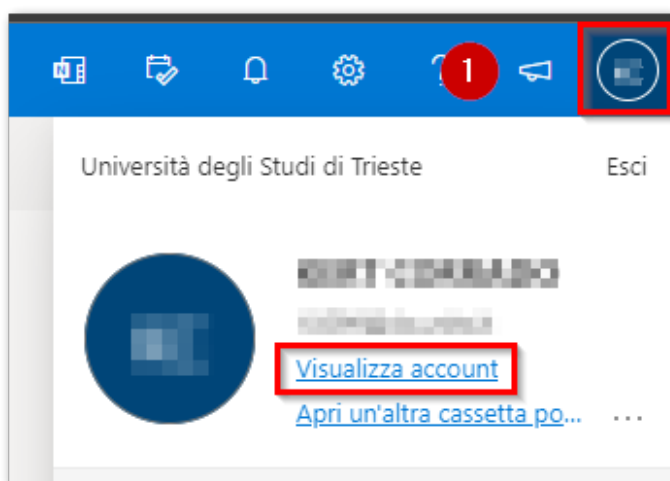 1
Università degli Studi di Trieste
Esci
Visualizza account
Apri un'altra cassetta po...
...